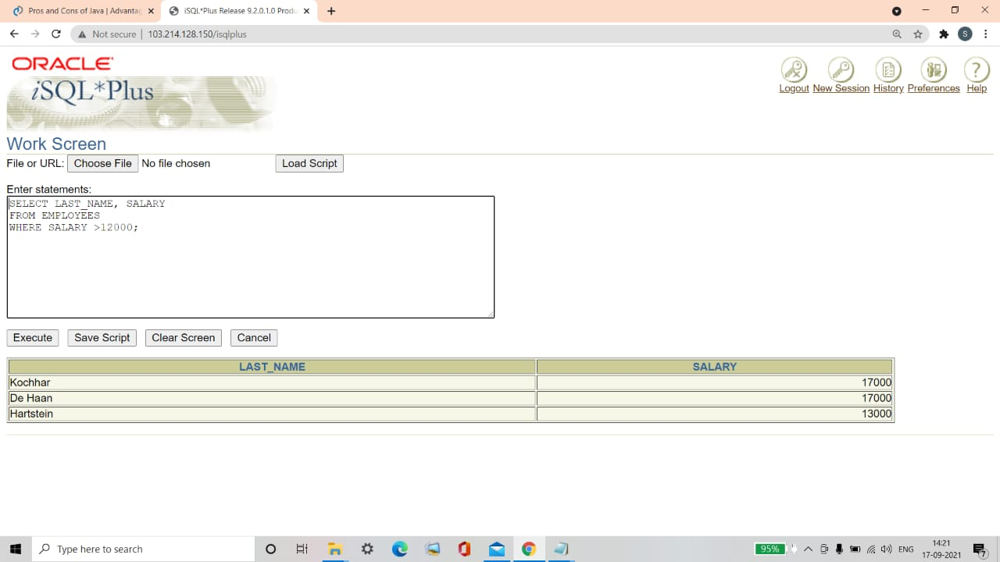 Pros and Cons of Java | Advantag
iSQL*Plus Release 9.2.0.1.0 Produ
Not secure | 103.214.128.150/isqlplus
S
ORACLE
iSQL*Plus
Logout New Session History Preferences Help
Work Screen
File or URL: Choose File No file chosen Load Script
Enter statements:
SELECT LAST_NAME, SALARY
FROM EMPLOYEES
WHERE SALARY >12000;
Execute Save Script Clear Screen Cancel
LAST_NAME SALARY
Kochhar 17000
De Haan 17000
Hartstein 13000
Type here to search
95%
ENG
14:21
17-09-2021
7